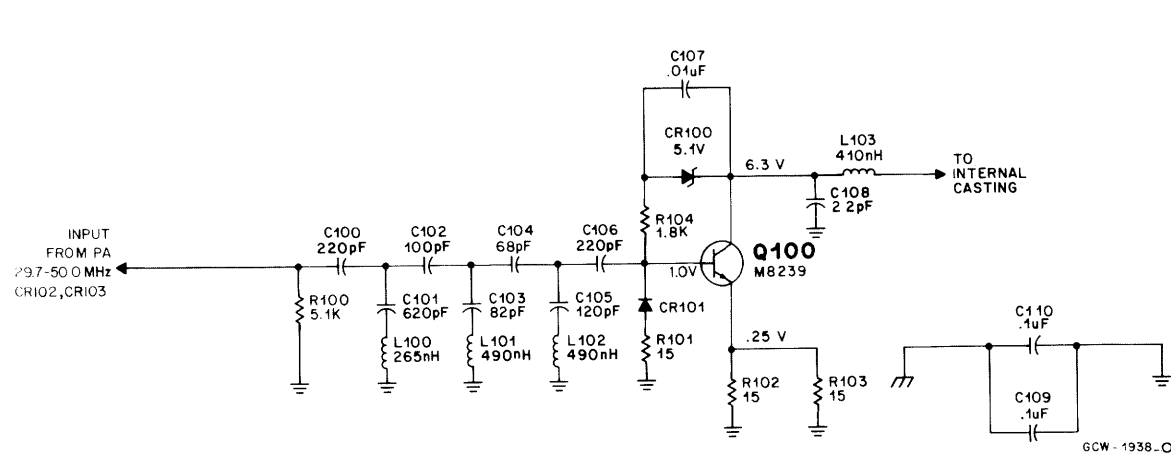 INPUT
FROM PA
29.7-50.0 MHz
CR102,CR103
R100
5.1K
C100
220pF
C101
620pF
L100
265nH
C102
100pF
C103
82pF
L101
490nH
C104
68pF
C105
120pF
L102
490nH
C106
220pF
C107
.01uF
CR100
5.1V
R104
1.8K
1.0V
CR101
R101
15
6.3 V
Q100
M8239
.25 V
R102
15
R103
15
L103
410nH
C108
2 2pF
TO
INTERNAL
CASTING
C110
.1uF
C109
.1uF
GCW-1938-O